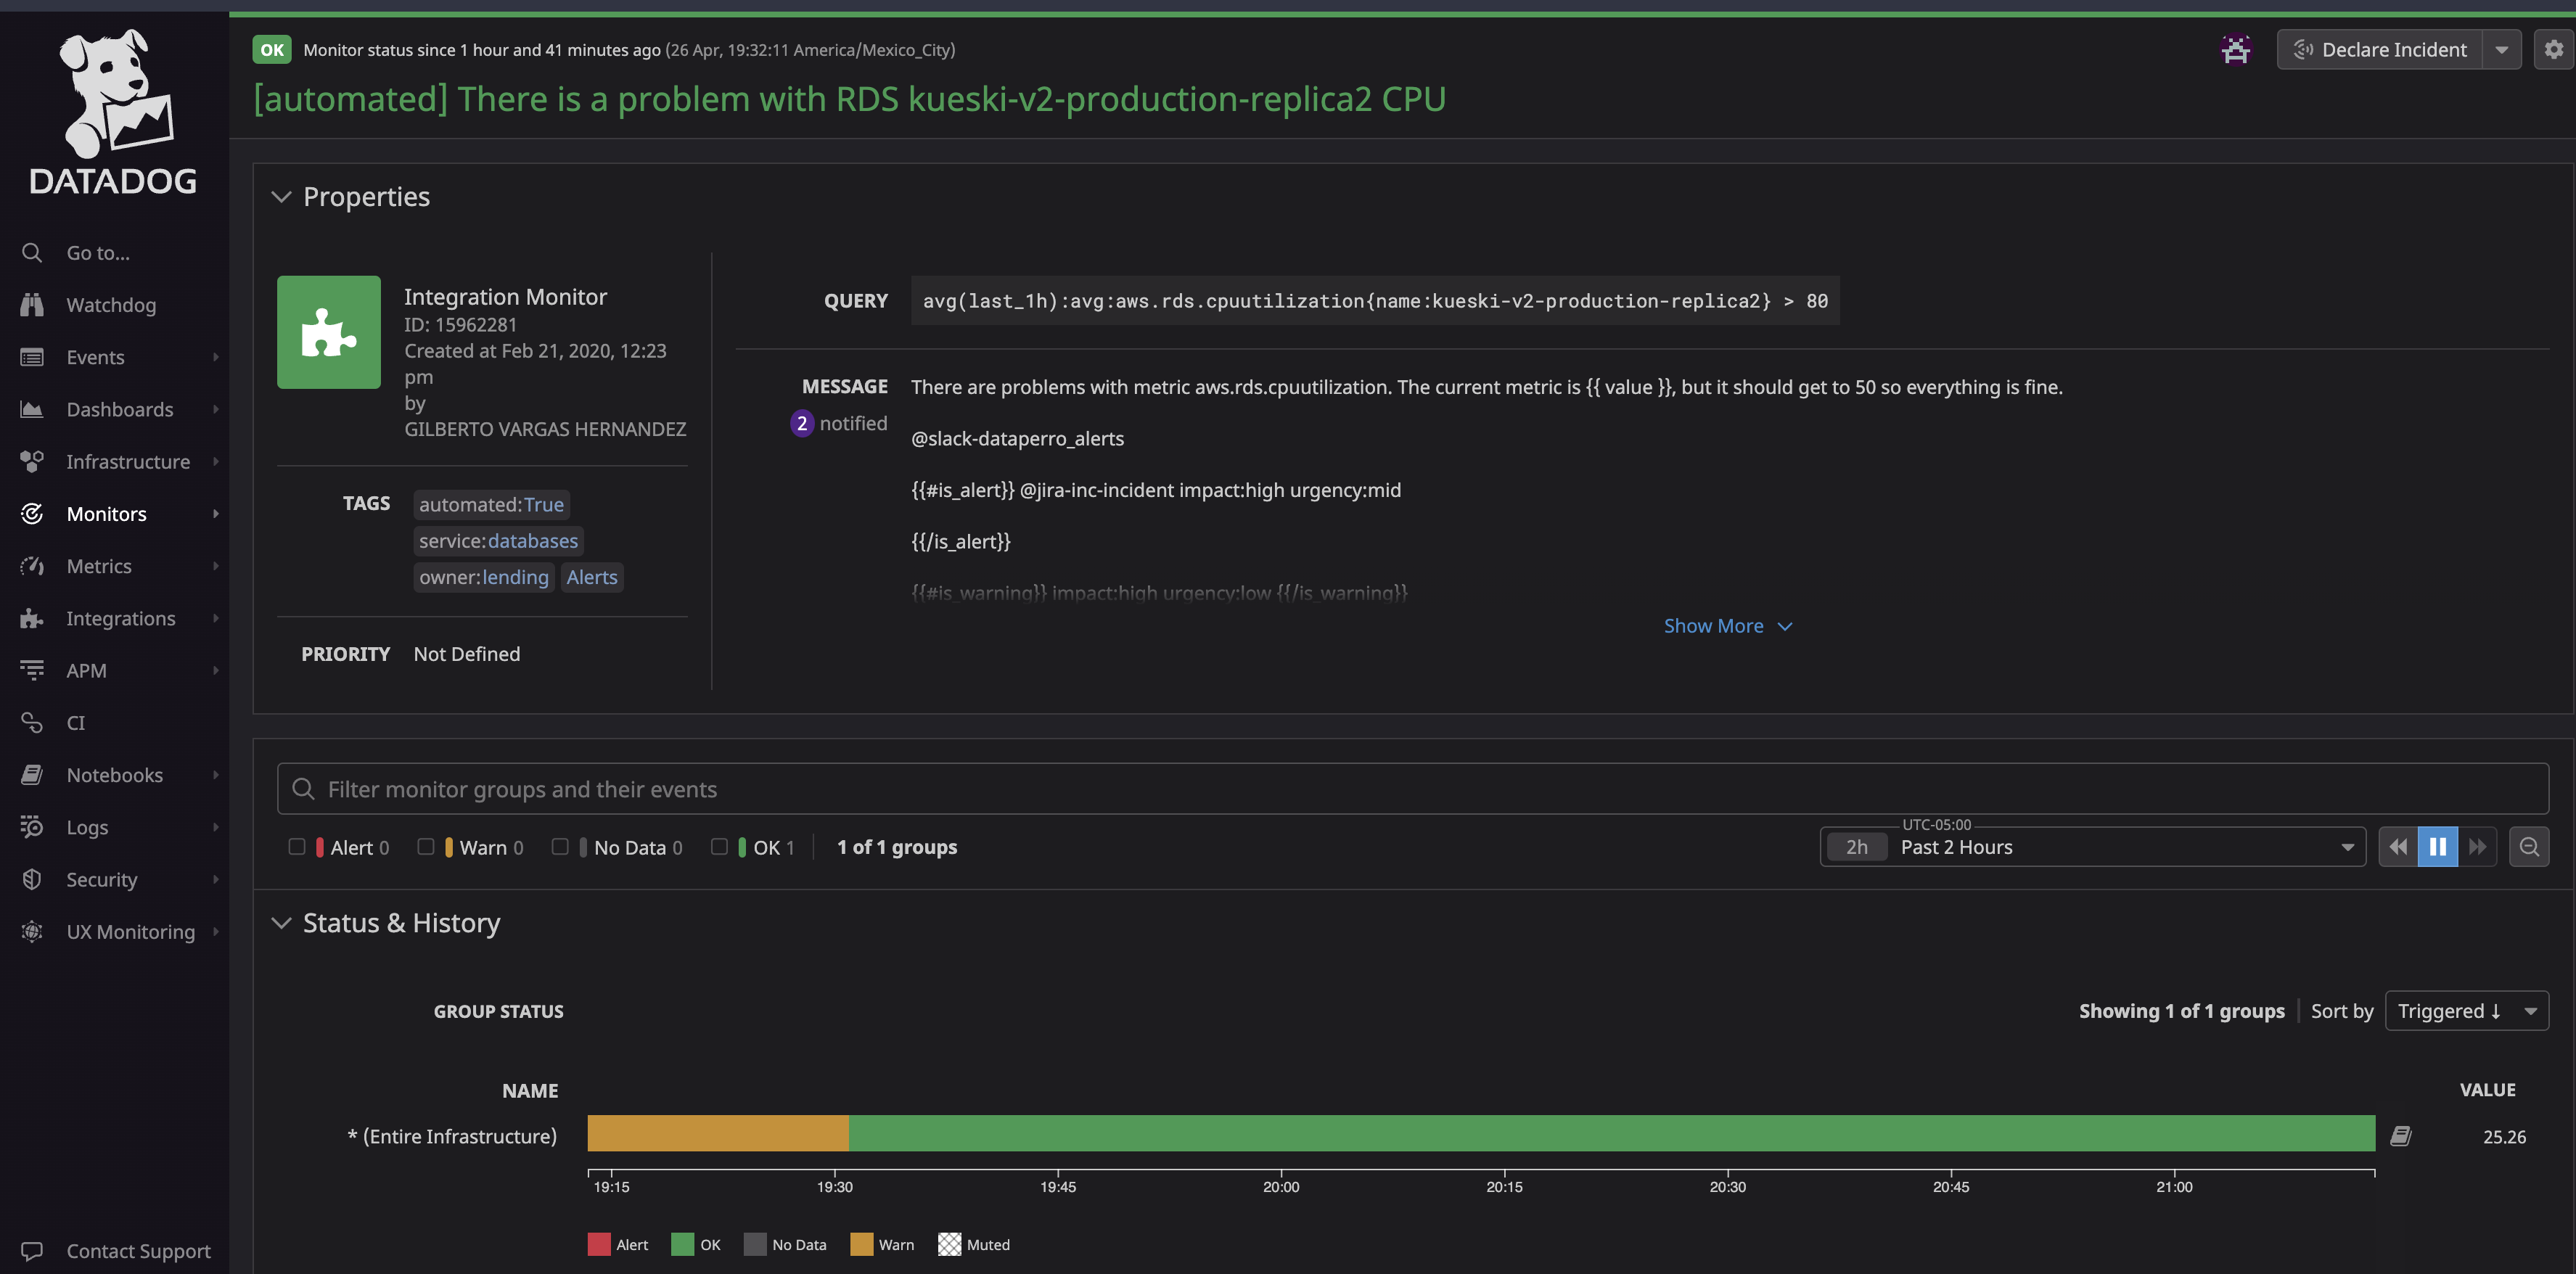 OK Monitor status since 1 hour and 41 minutes ago (26 Apr, 19:32:11 America/Mexico_City)
Declare Incident
[automated] There is a problem with RDS kueski-v2-production-replica2 CPU
DATADOG
Go to...
Watchdog
Events
Dashboards
Infrastructure
Monitors
Metrics
Integrations
APM
CI
Notebooks
Logs
Security
UX Monitoring
Contact Support
Properties
Integration Monitor
ID: 15962281
Created at Feb 21, 2020, 12:23
pm
by
GILBERTO VARGAS HERNANDEZ
TAGS automated:True
service:databases
owner:lending Alerts
PRIORITY Not Defined
QUERY avg(last_1h):avg:aws.rds.cpuutilization{name:kueski-v2-production-replica2} > 80
MESSAGE There are problems with metric aws.rds.cpuutilization. The current metric is {{ value }}, but it should get to 50 so everything is fine.
2 notified
@slack-dataperro_alerts
{{#is_alert}} @jira-inc-incident impact:high urgency:mid
{{/is_alert}}
{{#is_warning}} impact:high urgency:low {{/is_warning}}
Show More
Filter monitor groups and their events
Alert 0 Warn 0 No Data 0 OK 1 1 of 1 groups
UTC-05:00
2h Past 2 Hours
Status & History
GROUP STATUS
Showing 1 of 1 groups Sort by Triggered ↓
NAME VALUE
* (Entire Infrastructure) 25.26
19:15 19:30 19:45 20:00 20:15 20:30 20:45 21:00
Alert OK No Data Warn Muted